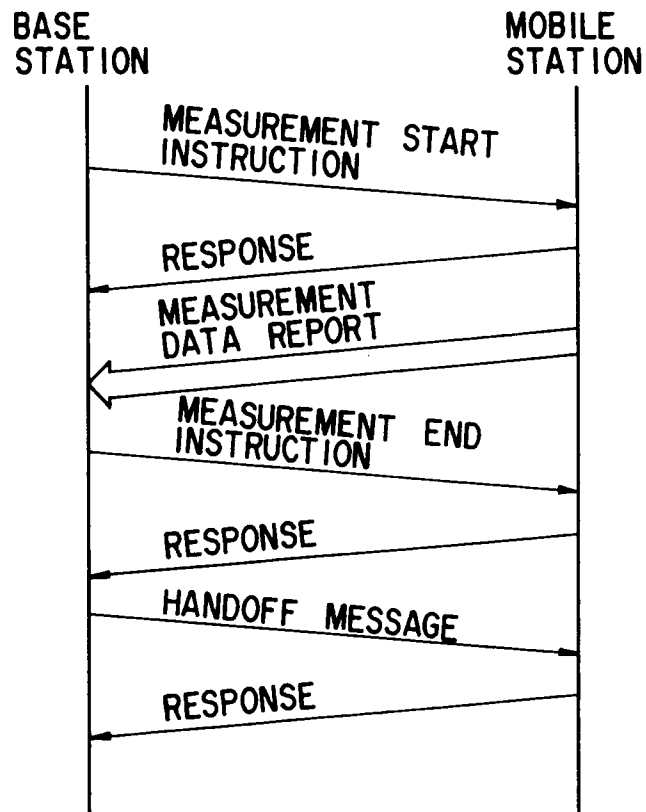 BASE
STATION
MOBILE
STATION
MEASUREMENT START
INSTRUCTION
RESPONSE
MEASUREMENT
DATA REPORT
MEASUREMENT END
INSTRUCTION
RESPONSE
HANDOFF MESSAGE
RESPONSE